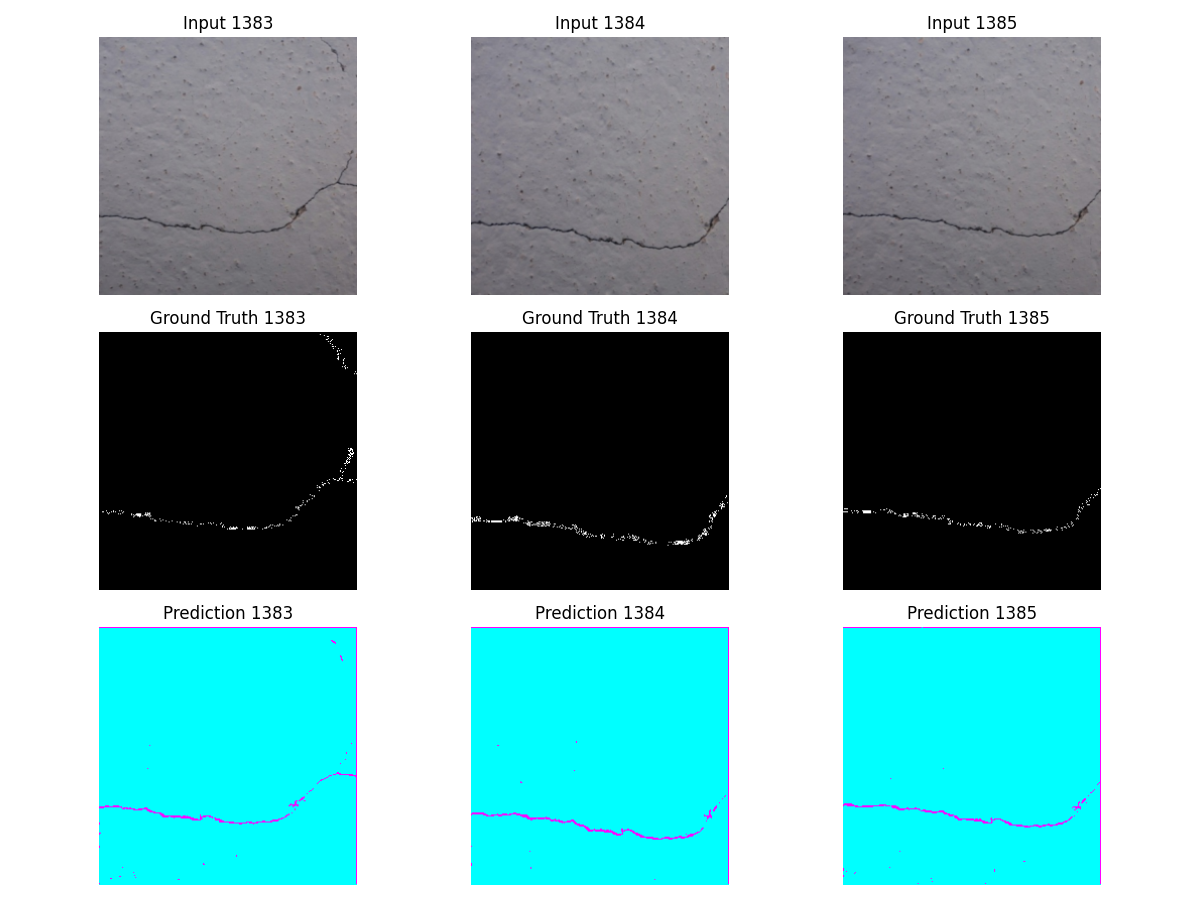 Input 1383
Input 1384
Input 1385
Ground Truth 1383
Ground Truth 1384
Ground Truth 1385
Prediction 1383
Prediction 1384
Prediction 1385